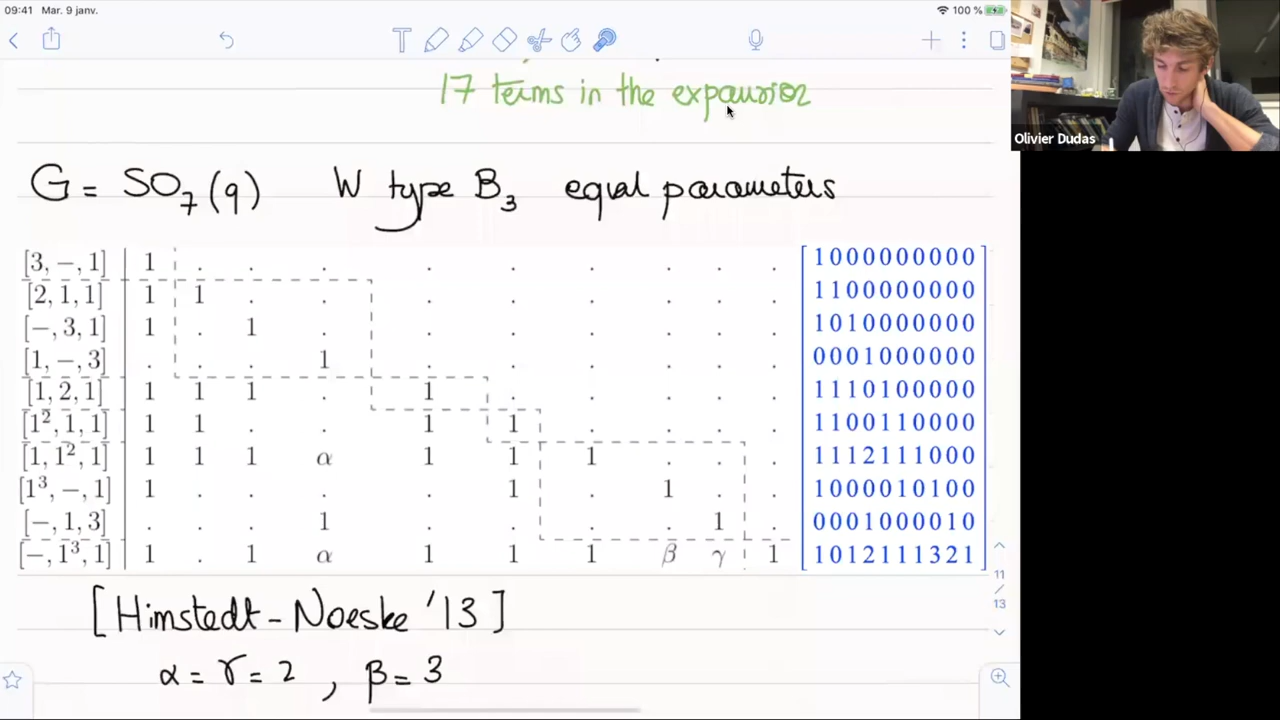 09:41 Mar. 9 janv.
100 %
17 terms in the expansion
Olivier Dudas
G = SO₇(q) W type B₃ equal parameters
[3, −, 1] 1 . . . . . . . . . 1000000000
[2, 1, 1] 1 1 . . . . . . . . 1100000000
[−, 3, 1] 1 . 1 . . . . . . . 1010000000
[1, −, 3] . . . 1 . . . . . . 0001000000
[1, 2, 1] 1 1 1 . 1 . . . . . 1110100000
[1², 1, 1] 1 1 . . 1 1 . . . . 1100110000
[1, 1², 1] 1 1 1 α 1 1 1 . . . 1112111000
[1³, −, 1] 1 . . . . 1 . 1 . . 1000010100
[−, 1, 3] . . . 1 . . . . 1 . 0001000010
[−, 1³, 1] 1 . 1 α 1 1 1 β γ 1 1012111321
11
/
13
[Himstedt - Noeske '13]
α = γ = 2 , β = 3